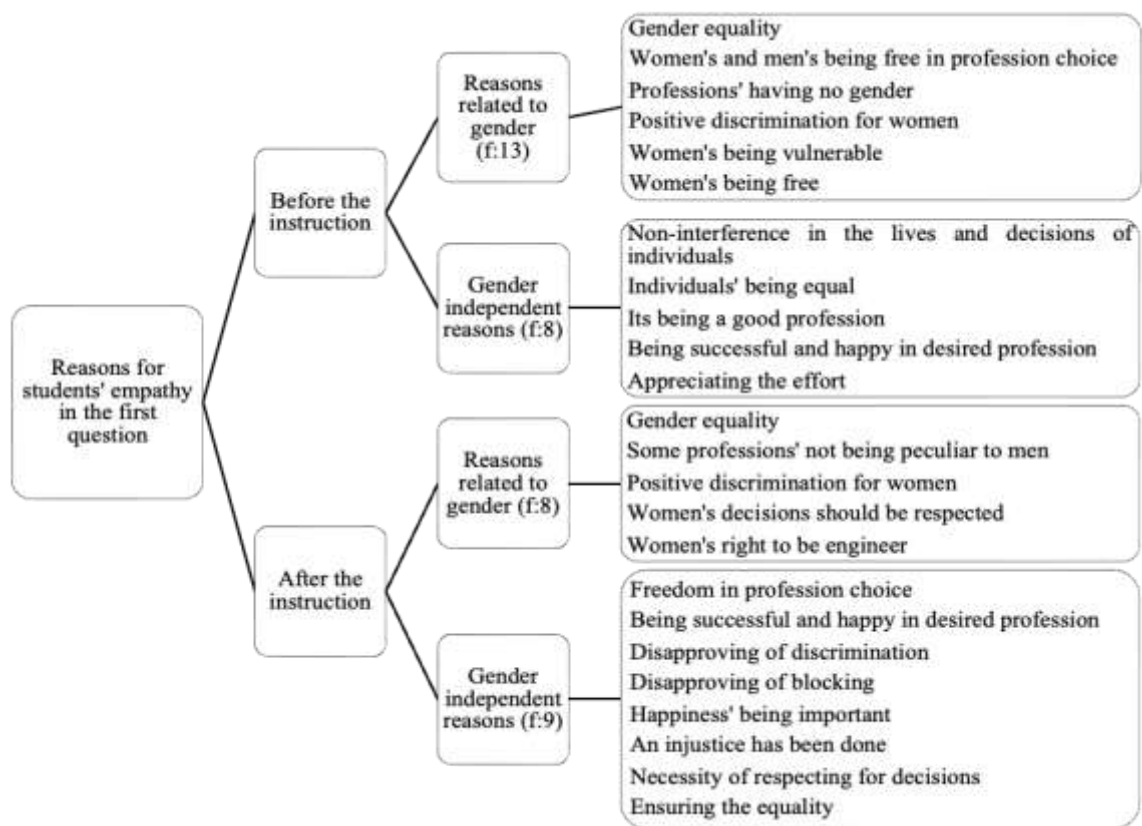 Reasons for
students' empathy
in the first
question
Before the
instruction
Reasons
related to
gender
(f:13)
Gender equality
Women's and men's being free in profession choice
Professions' having no gender
Positive discrimination for women
Women's being vulnerable
Women's being free
Gender
independent
reasons (f:8)
Non-interference in the lives and decisions of
individuals
Individuals' being equal
Its being a good profession
Being successful and happy in desired profession
Appreciating the effort
After the
instruction
Reasons
related to
gender (f:8)
Gender equality
Some professions' not being peculiar to men
Positive discrimination for women
Women's decisions should be respected
Women's right to be engineer
Gender
independent
reasons (f:9)
Freedom in profession choice
Being successful and happy in desired profession
Disapproving of discrimination
Disapproving of blocking
Happiness' being important
An injustice has been done
Necessity of respecting for decisions
Ensuring the equality